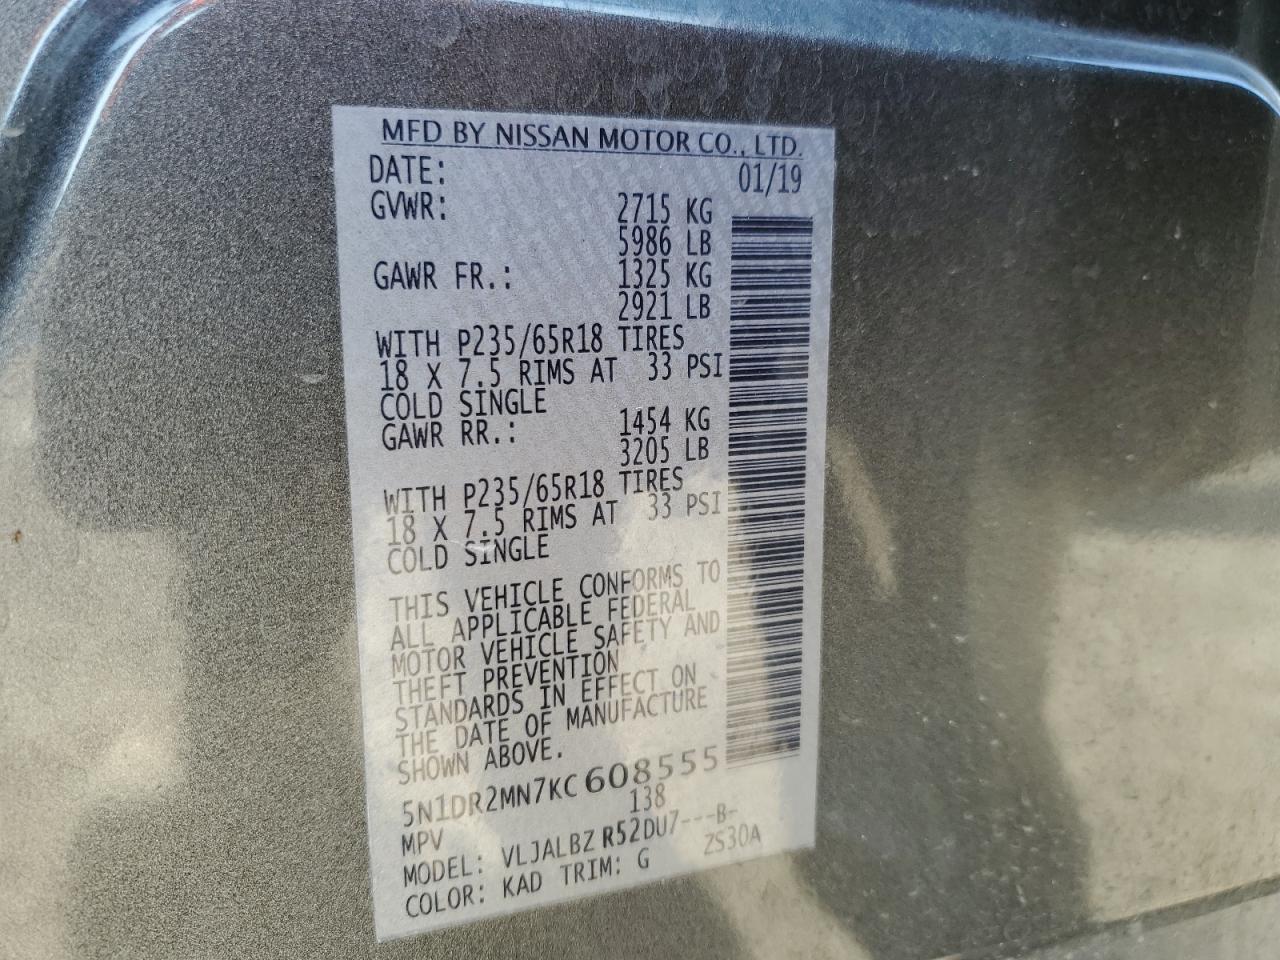 MFD BY NISSAN MOTOR CO., LTD.
DATE: 01/19
GVWR: 2715 KG
5986 LB
GAWR FR.: 1325 KG
2921 LB
WITH P235/65R18 TIRES
18 X 7.5 RIMS AT 33 PSI
COLD SINGLE
GAWR RR.: 1454 KG
3205 LB
WITH P235/65R18 TIRES
18 X 7.5 RIMS AT 33 PSI
COLD SINGLE
THIS VEHICLE CONFORMS TO
ALL APPLICABLE FEDERAL
MOTOR VEHICLE SAFETY AND
THEFT PREVENTION
STANDARDS IN EFFECT ON
THE DATE OF MANUFACTURE
SHOWN ABOVE.
5N1DR2MN7KC608555
MPV 138
MODEL: VLJALBZ R52DU7---B-
COLOR: KAD TRIM: G ZS30A